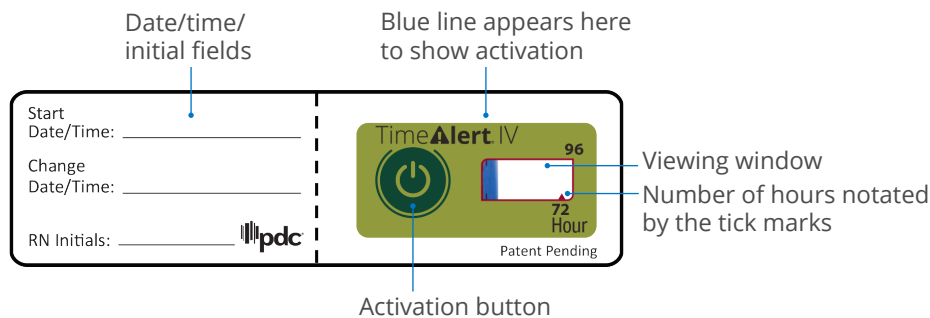 Date/time/
initial fields
Blue line appears here
to show activation
Start
Date/Time:
Change
Date/Time:
RN Initials:
pdc
TimeAlert IV
96
72
Hour
Patent Pending
Viewing window
Number of hours notated
by the tick marks
Activation button